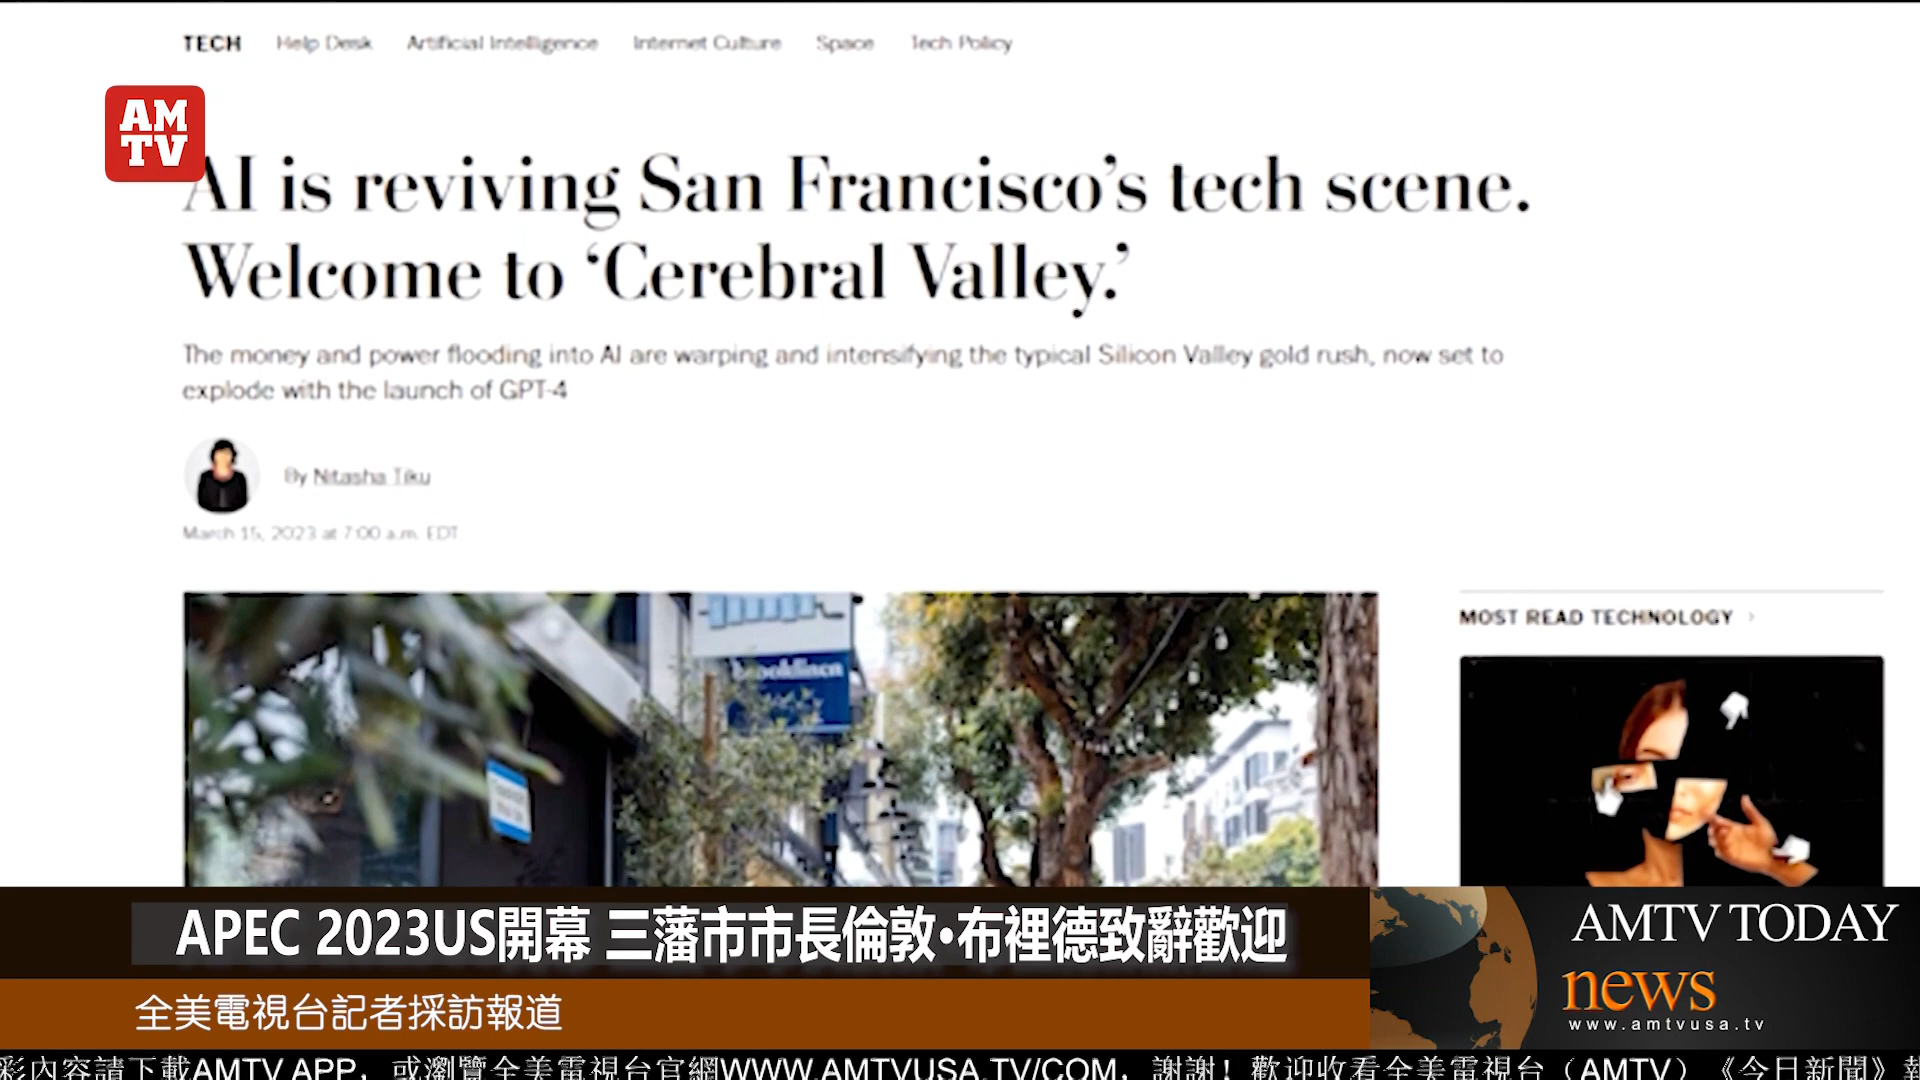 TECH Help Desk Artificial Intelligence Internet Culture Space Tech Policy
AM
TV
AI is reviving San Francisco’s tech scene.
Welcome to ‘Cerebral Valley.’
The money and power flooding into AI are warping and intensifying the typical Silicon Valley gold rush, now set to
explode with the launch of GPT-4
By Nitasha Tiku
March 15, 2023 at 7:00 a.m. EDT
MOST READ TECHNOLOGY
brooklinen
APEC 2023US開幕 三藩市市長倫敦·布裡德致辭歡迎
全美電視台記者採訪報道
AMTV TODAY
news
www.amtvusa.tv
彩內容請下載AMTV APP，或瀏覽全美電視台官網WWW.AMTVUSA.TV/COM，謝謝！歡迎收看全美電視台（AMTV）《今日新聞》報